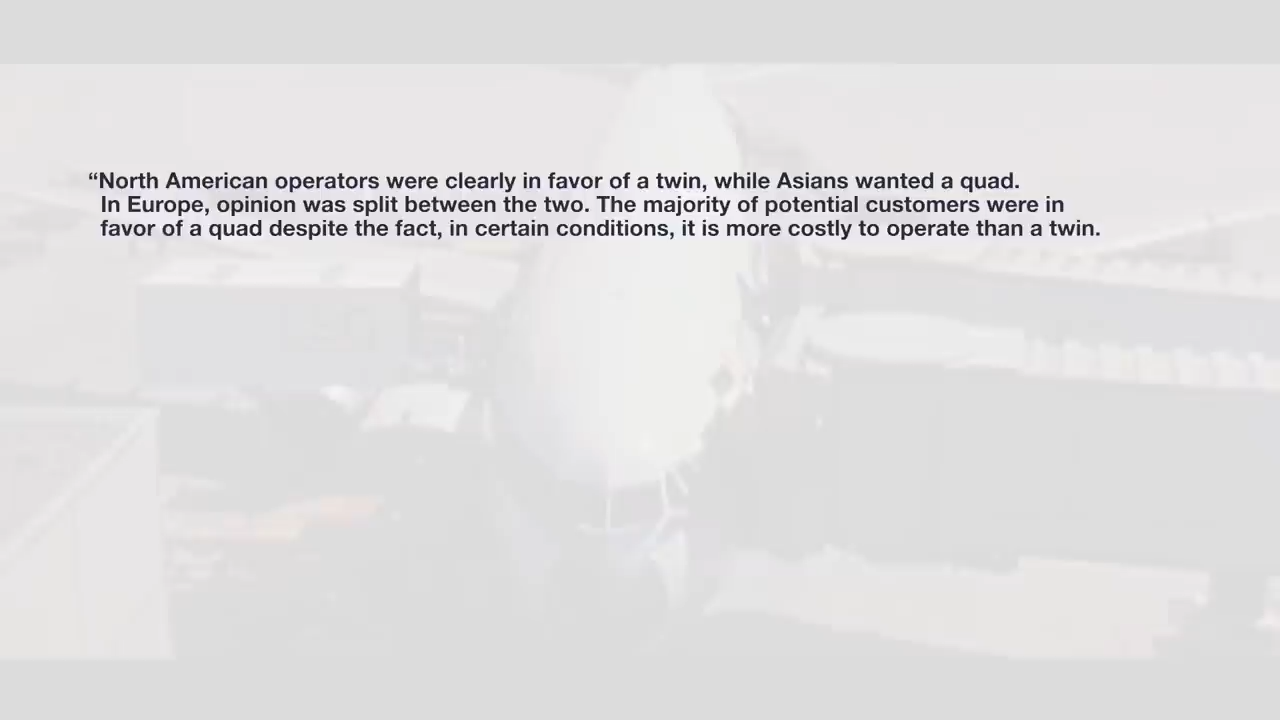 “North American operators were clearly in favor of a twin, while Asians wanted a quad.
In Europe, opinion was split between the two. The majority of potential customers were in
favor of a quad despite the fact, in certain conditions, it is more costly to operate than a twin.